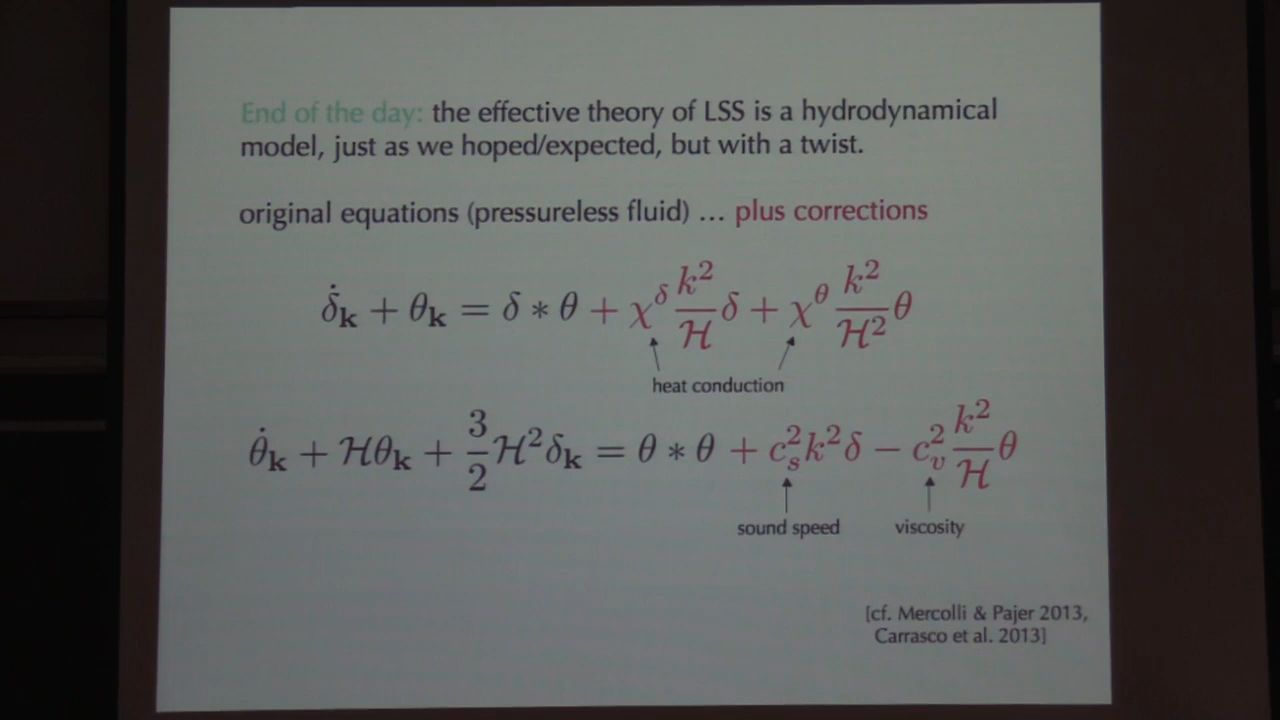 End of the day: the effective theory of LSS is a hydrodynamical
model, just as we hoped/expected, but with a twist.
original equations (pressureless fluid) … plus corrections
δ̇_𝐤 + θ_𝐤 = δ ∗ θ + χ^δ k²/ℋ δ + χ^θ k²/ℋ² θ
heat conduction
θ̇_𝐤 + ℋθ_𝐤 + 3/2 ℋ²δ_𝐤 = θ ∗ θ + c_s² k² δ − c_v² k²/ℋ θ
sound speed viscosity
[cf. Mercolli & Pajer 2013,
Carrasco et al. 2013]